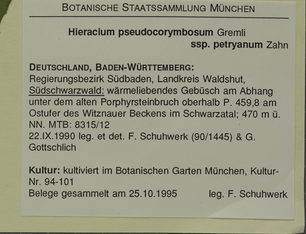 BOTANISCHE STAATSSAMMLUNG MÜNCHEN
Hieracium pseudocorymbosum Gremli
ssp. petryanum Zahn
DEUTSCHLAND, BADEN-WÜRTTEMBERG:
Regierungsbezirk Südbaden, Landkreis Waldshut,
Südschwarzwald: wärmeliebendes Gebüsch am Abhang
unter dem alten Porphyrsteinbruch oberhalb P. 459,8 am
Ostufer des Witznauer Beckens im Schwarzatal; 470 m ü.
NN. MTB: 8315/12
22.IX.1990 leg. et det. F. Schuhwerk (90/1445) & G.
Gottschlich
Kultur: kultiviert im Botanischen Garten München, Kultur-
Nr. 94-101
Belege gesammelt am 25.10.1995 leg. F. Schuhwerk